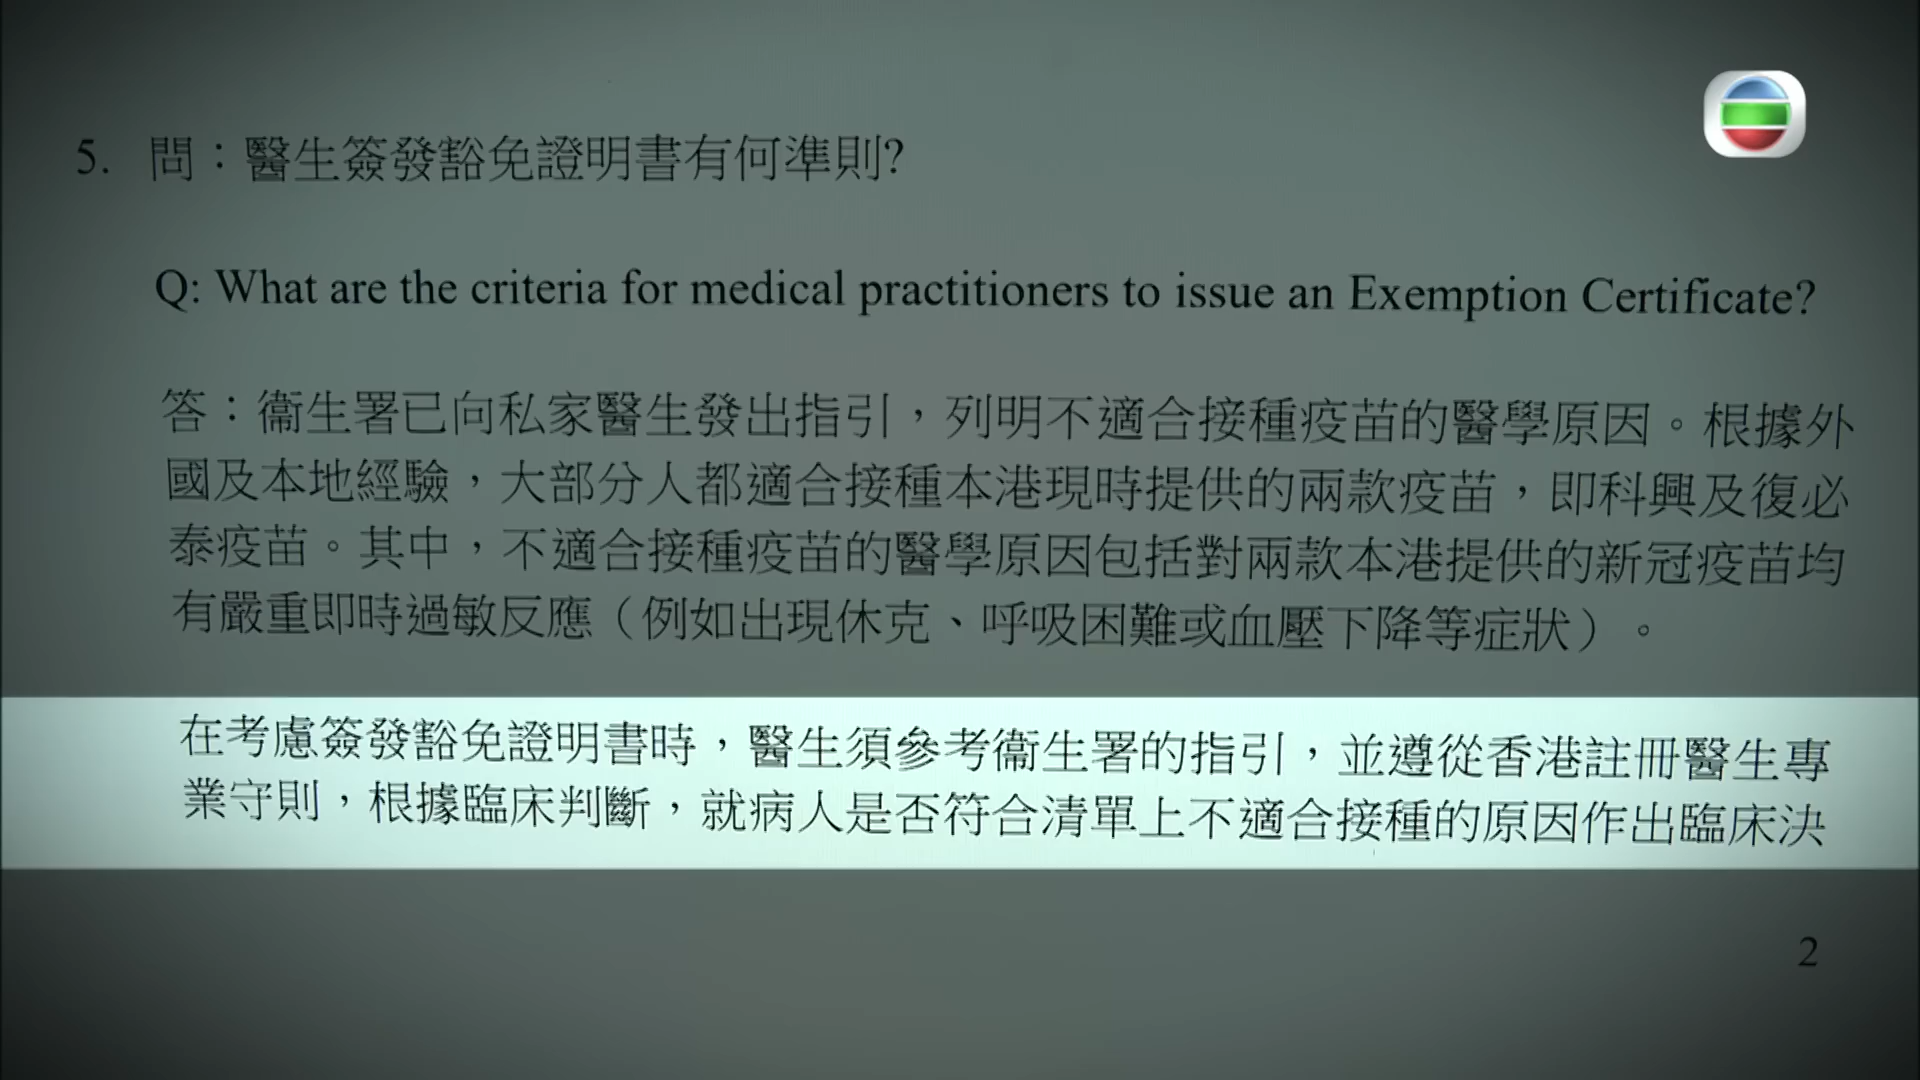 5. 問：醫生簽發豁免證明書有何準則?
Q: What are the criteria for medical practitioners to issue an Exemption Certificate?
答：衞生署已向私家醫生發出指引，列明不適合接種疫苗的醫學原因。根據外
國及本地經驗，大部分人都適合接種本港現時提供的兩款疫苗，即科興及復必
泰疫苗。其中，不適合接種疫苗的醫學原因包括對兩款本港提供的新冠疫苗均
有嚴重即時過敏反應（例如出現休克、呼吸困難或血壓下降等症狀）。
在考慮簽發豁免證明書時，醫生須參考衞生署的指引，並遵從香港註冊醫生專
業守則，根據臨床判斷，就病人是否符合清單上不適合接種的原因作出臨床決
2